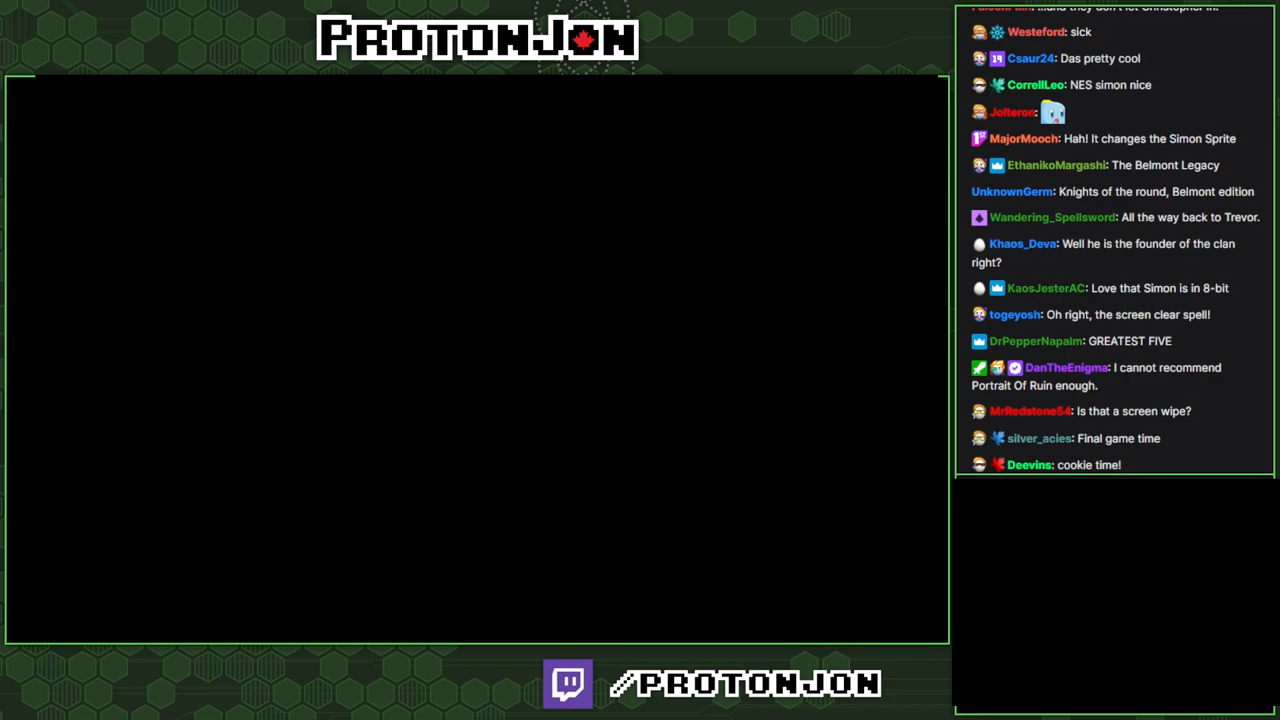 PROTONJON
Westeford: sick
14 Csaur24: Das pretty cool
CorrellLeo: NES simon nice
Jolteron:
1st MajorMooch: Hah! It changes the Simon Sprite
EthanikoMargashi: The Belmont Legacy
UnknownGerm: Knights of the round, Belmont edition
Wandering_Spellsword: All the way back to Trevor.
Khaos_Deva: Well he is the founder of the clan
right?
KaosJesterAC: Love that Simon is in 8-bit
togeyosh: Oh right, the screen clear spell!
DrPepperNapalm: GREATEST FIVE
DanTheEnigma: I cannot recommend
Portrait Of Ruin enough.
MrRedstone54: Is that a screen wipe?
silver_acies: Final game time
Deevins: cookie time!
/PROTONJON